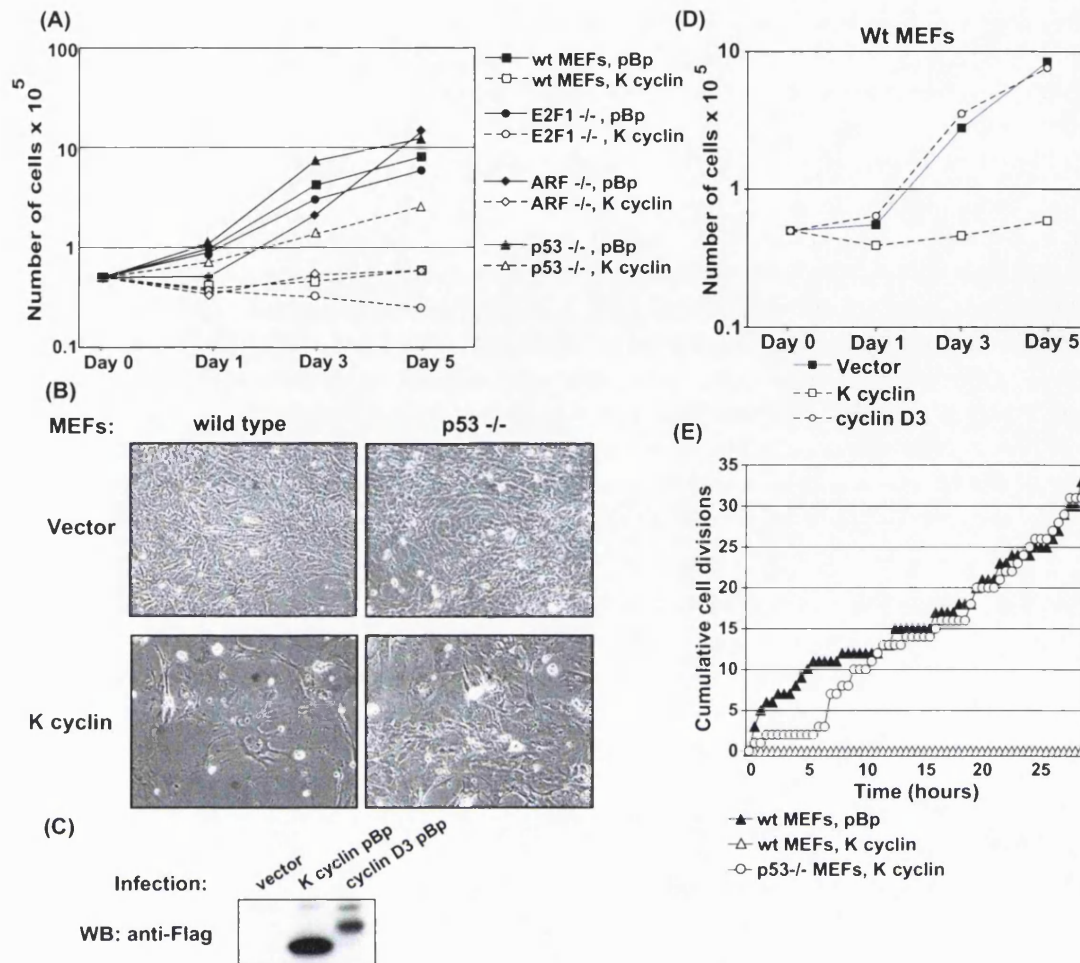 (A)
100
10
1
0.1
Number of cells x 10 5
Day 0 Day 1 Day 3 Day 5
wt MEFs, pBp
wt MEFs, K cyclin
E2F1 -/-, pBp
E2F1 -/- , K cyclin
ARF -/-, pBp
ARF -/-, K cyclin
p53 -/-, pBp
p53 -/- , K cyclin
(B)
MEFs: wild type p53 -/-
Vector
K cyclin
(C)
Infection: vector K cyclin pBp cyclin D3 pBp
WB: anti-Flag
(D)
Wt MEFs
10
1
0.1
Number of cells x 10 5
Day 0 Day 1 Day 3 Day 5
Vector
K cyclin
cyclin D3
(E)
35
30
25
20
15
10
5
0
Cumulative cell divisions
0 5 10 15 20 25
Time (hours)
wt MEFs, pBp
wt MEFs, K cyclin
p53-/- MEFs, K cyclin